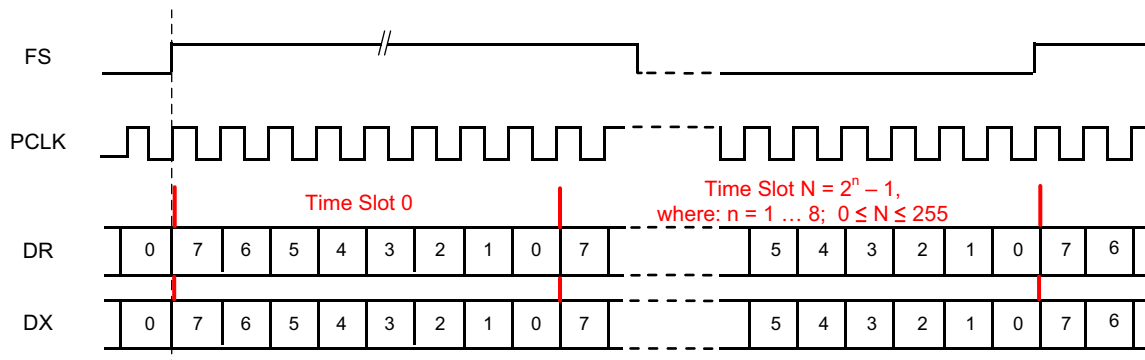 FS
PCLK
Time Slot 0
Time Slot N = 2ⁿ – 1,
where: n = 1 … 8; 0 ≤ N ≤ 255
DR 0 7 6 5 4 3 2 1 0 7 5 4 3 2 1 0 7 6
DX 0 7 6 5 4 3 2 1 0 7 5 4 3 2 1 0 7 6